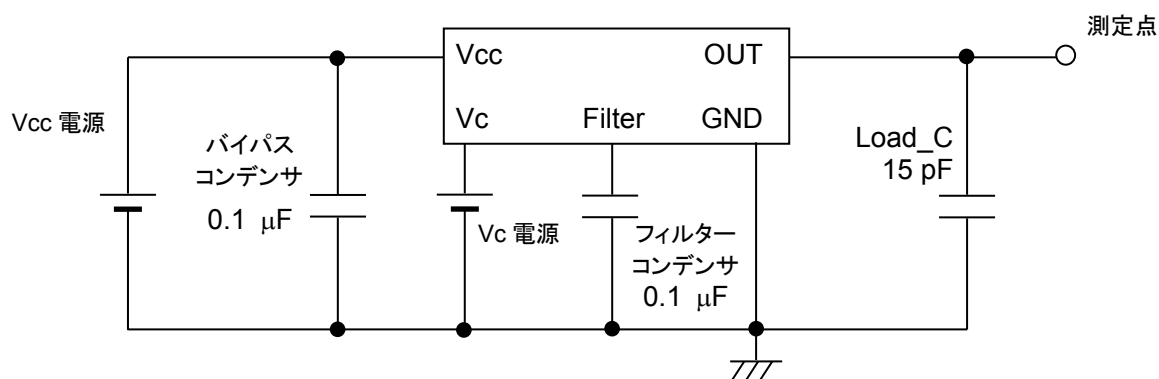 測定点
Vcc
OUT
Vcc 電源
Vc
Filter
GND
バイパス
コンデンサ
0.1 μF
Load_C
15 pF
Vc 電源
フィルター
コンデンサ
0.1 μF